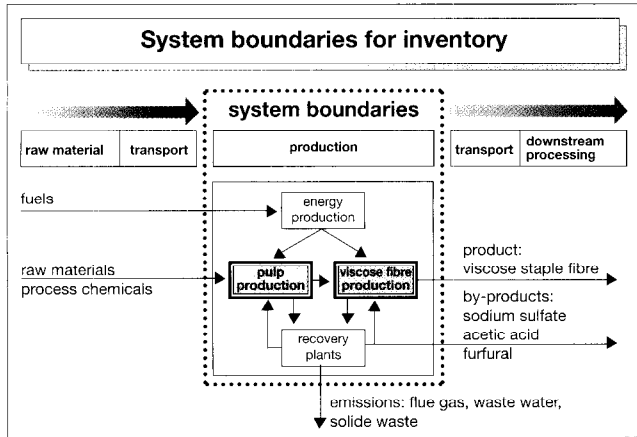 System boundaries for inventory
system boundaries
raw material
transport
production
transport
downstream
processing
fuels
energy
production
raw materials
process chemicals
pulp
production
viscose fibre
production
product:
viscose staple fibre
by-products:
sodium sulfate
acetic acid
furfural
recovery
plants
emissions: flue gas, waste water,
solide waste